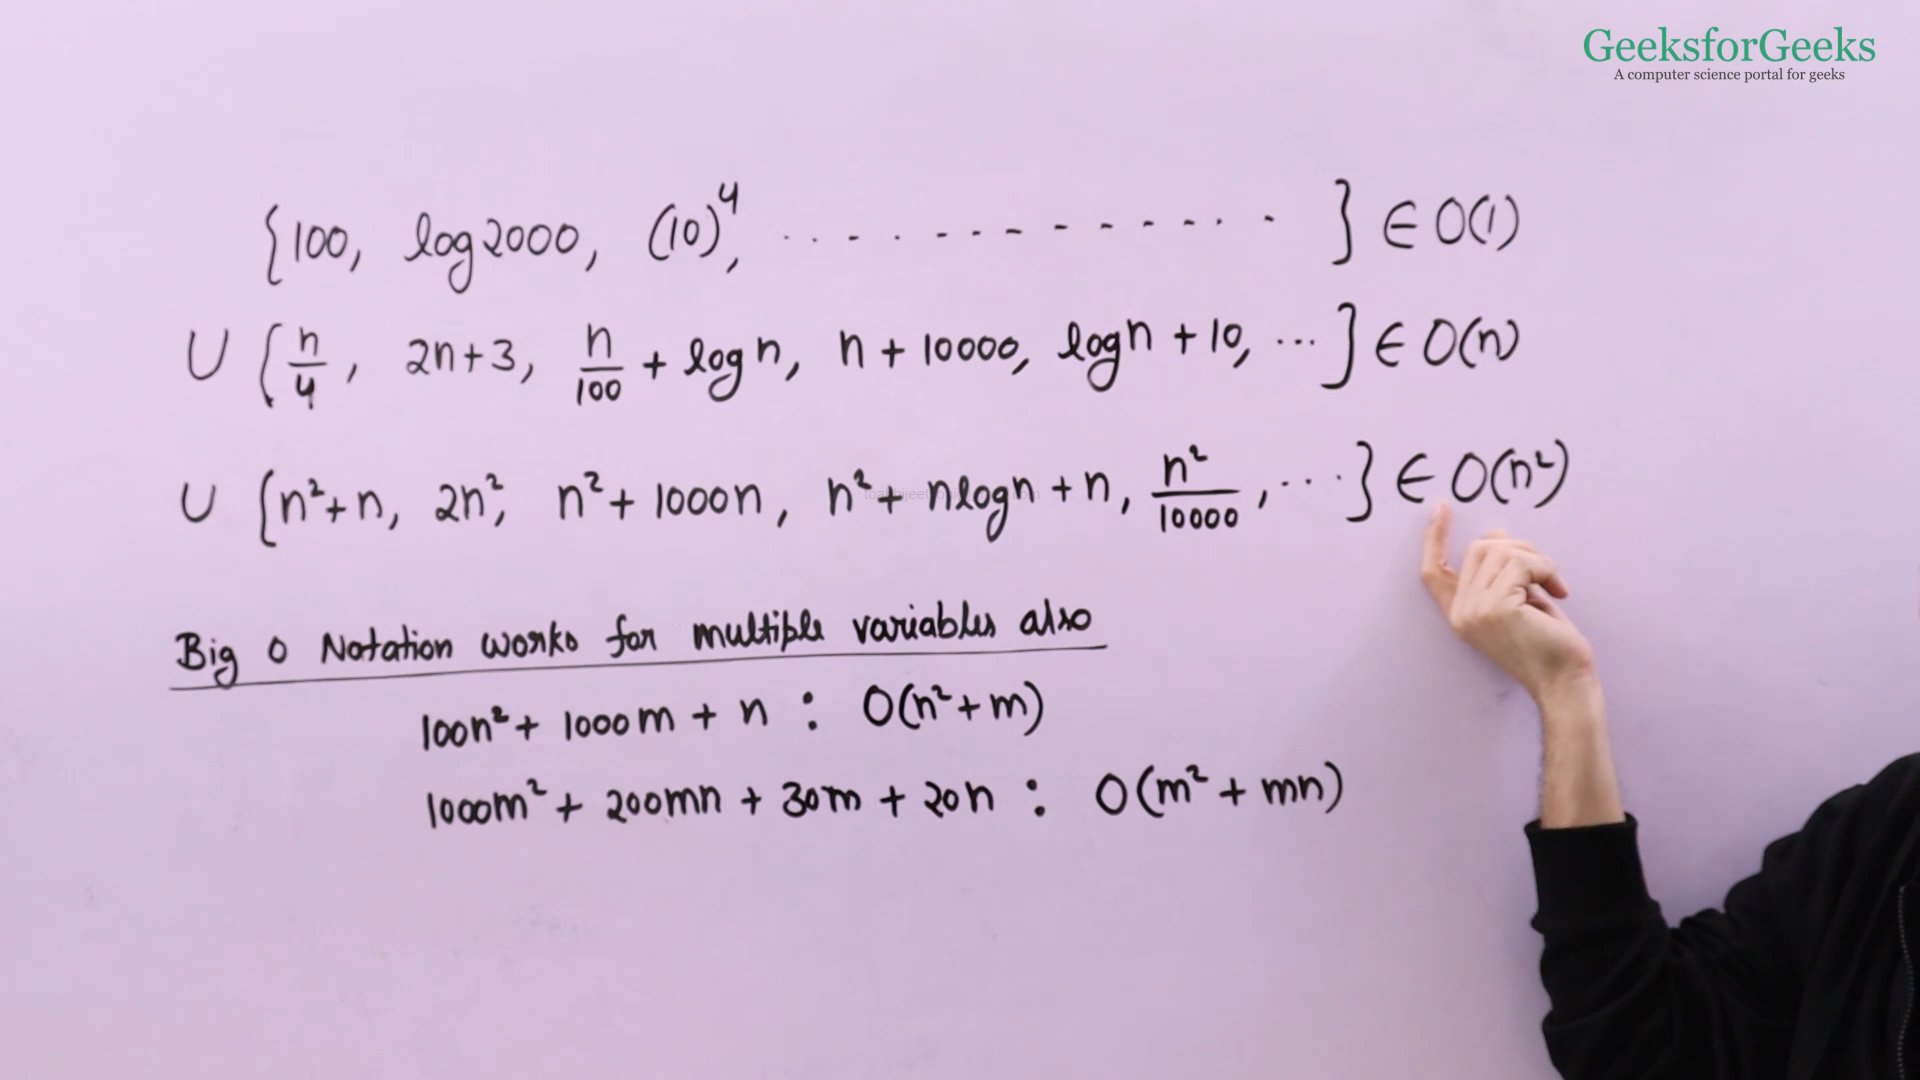 GeeksforGeeks
A computer science portal for geeks
{100, log2000, (10)⁴, ............. } ∈ O(1)
∪ {n/4, 2n+3, n/100 + logn, n + 10000, logn + 10, ... } ∈ O(n)
∪ {n²+n, 2n², n²+ 1000n, n²+ nlogn + n, n²/10000, ... } ∈ O(n²)
Big O Notation works for multiple variables also
100n² + 1000m + n : O(n²+m)
1000m² + 200mn + 30m + 20n : O(m² + mn)